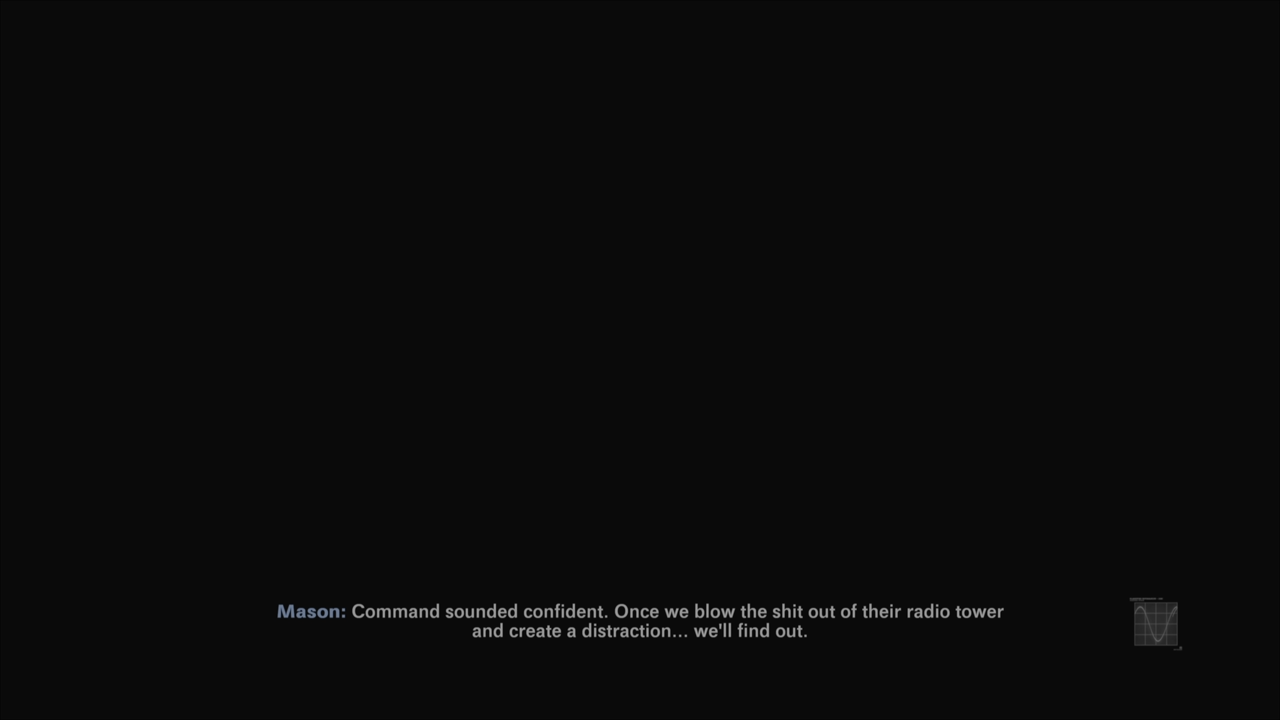 Mason: Command sounded confident. Once we blow the shit out of their radio tower
and create a distraction... we'll find out.